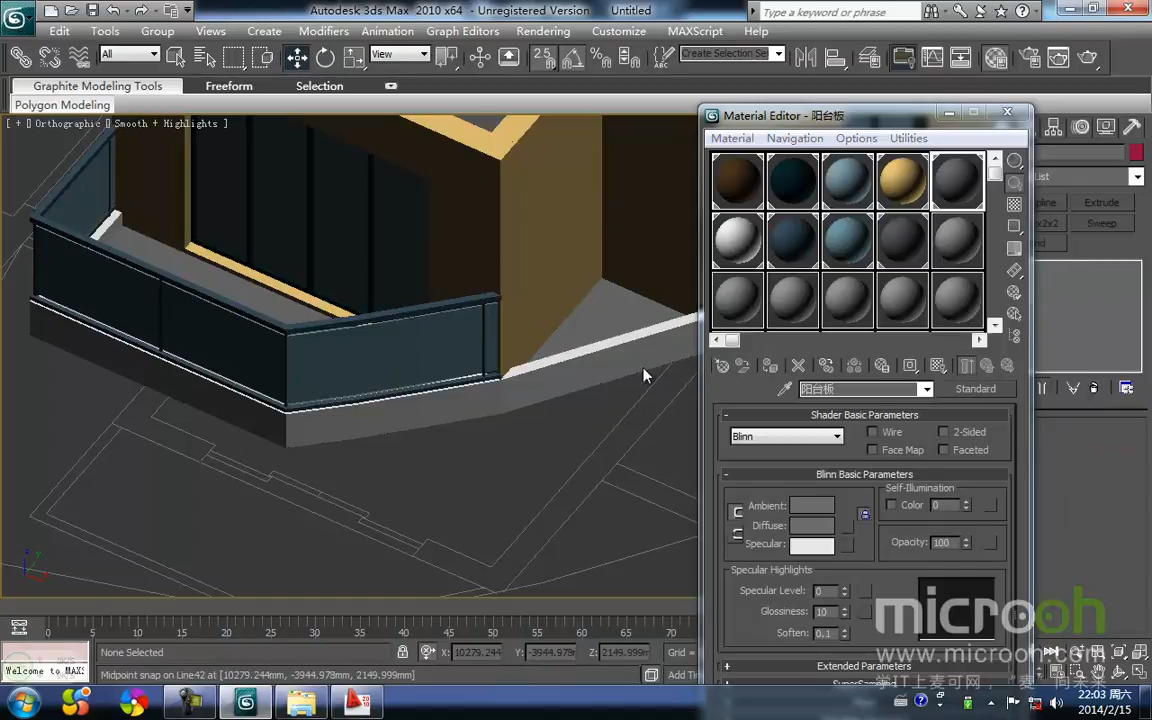 Autodesk 3ds Max 2010 x64 - Unregistered Version Untitled
Type a keyword or phrase
Edit Tools Group Views Create Modifiers Animation Graph Editors Rendering Customize MAXScript Help
All
View
2.5
Create Selection Se
Graphite Modeling Tools Freeform Selection
Polygon Modeling
[ + ] Orthographic ] Smooth + Highlights ]
Material Editor - 阳台板
Material Navigation Options Utilities
List
Extrude
Sweep
阳台板
Standard
Shader Basic Parameters
Blinn
Wire
2-Sided
Face Map
Faceted
Blinn Basic Parameters
Self-Illumination
Ambient:
Color 0
Diffuse:
Specular:
Opacity: 100
Specular Highlights
Specular Level: 0
Glossiness: 10
Soften: 0.1
Extended Parameters
microoh
www.microoh.com
0 5 10 15 20 25 30 35 40 45 50 55 60 65 70
None Selected
X: 10279.244 Y: -3944.978 Z: 2149.999
Grid =
Welcome to MAX
Midpoint snap on Line42 at [10279.244mm, -3944.978mm, 2149.999mm]
Add Ti
22:03 周六
2014/2/15